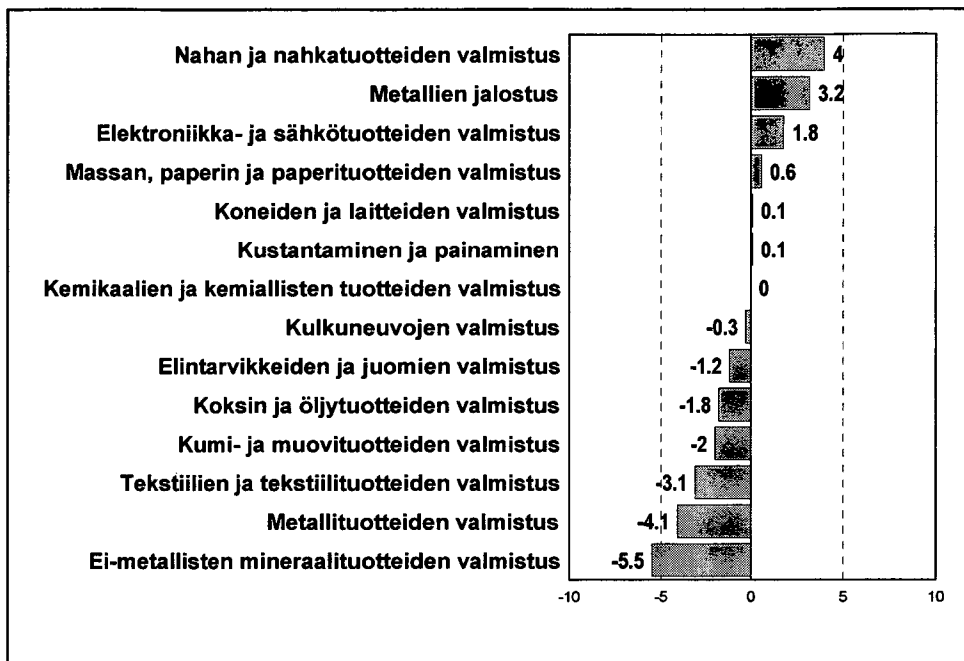 Nahan ja nahkatuotteiden valmistus 4
Metallien jalostus 3.2
Elektroniikka- ja sähkötuotteiden valmistus 1.8
Massan, paperin ja paperituotteiden valmistus 0.6
Koneiden ja laitteiden valmistus 0.1
Kustantaminen ja painaminen 0.1
Kemikaalien ja kemiallisten tuotteiden valmistus 0
Kulkuneuvojen valmistus -0.3
Elintarvikkeiden ja juomien valmistus -1.2
Koksin ja öljytuotteiden valmistus -1.8
Kumi- ja muovituotteiden valmistus -2
Tekstiilien ja tekstiilituotteiden valmistus -3.1
Metallituotteiden valmistus -4.1
Ei-metallisten mineraalituotteiden valmistus -5.5
-10 -5 0 5 10